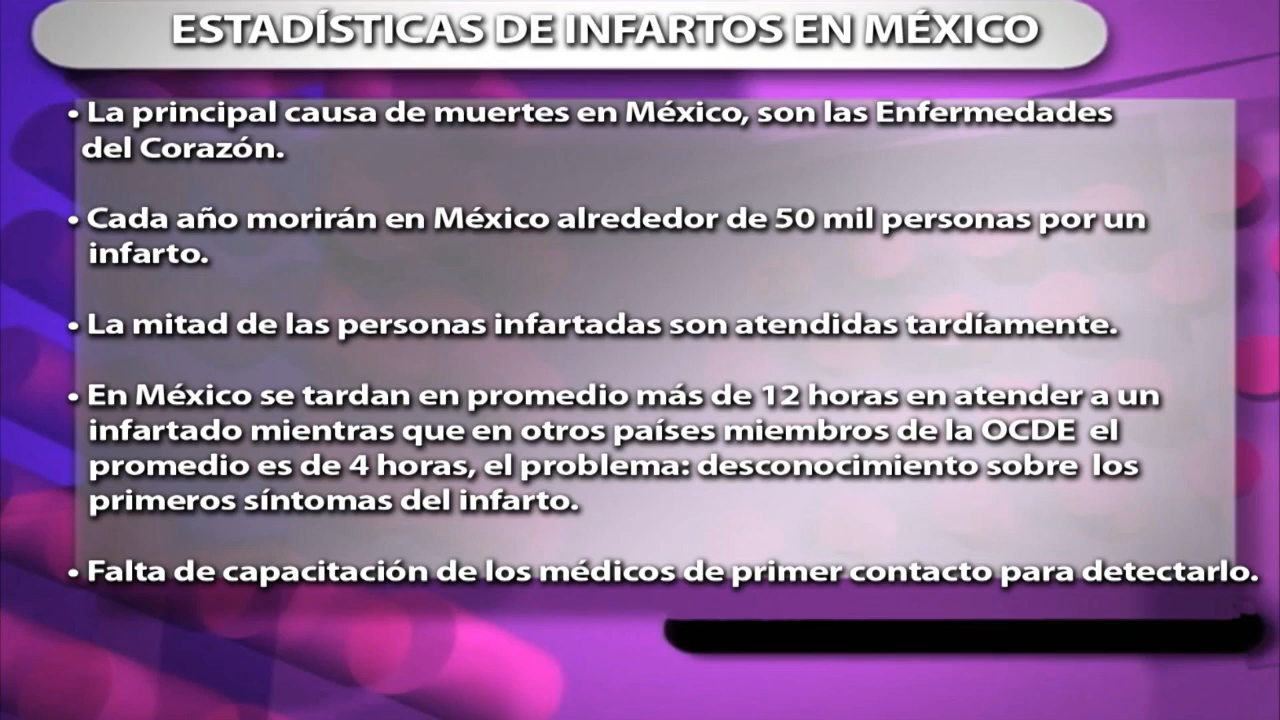 ESTADÍSTICAS DE INFARTOS EN MÉXICO
• La principal causa de muertes en México, son las Enfermedades
del Corazón.
• Cada año morirán en México alrededor de 50 mil personas por un
infarto.
• La mitad de las personas infartadas son atendidas tardíamente.
• En México se tardan en promedio más de 12 horas en atender a un
infartado mientras que en otros países miembros de la OCDE el
promedio es de 4 horas, el problema: desconocimiento sobre los
primeros síntomas del infarto.
• Falta de capacitación de los médicos de primer contacto para detectarlo.